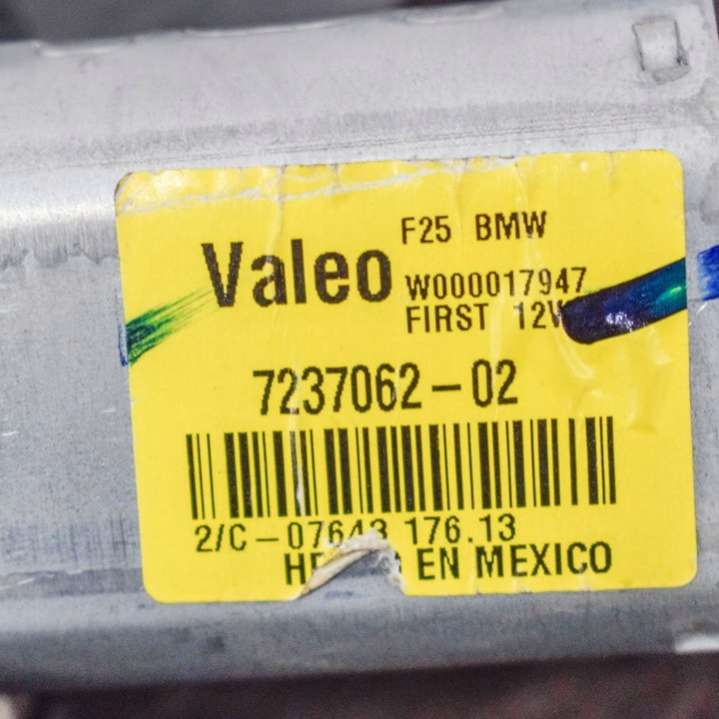 F25 BMW
Valeo
W000017947
FIRST 12V
7237062-02
2/C-07643 176.13
EN MEXICO